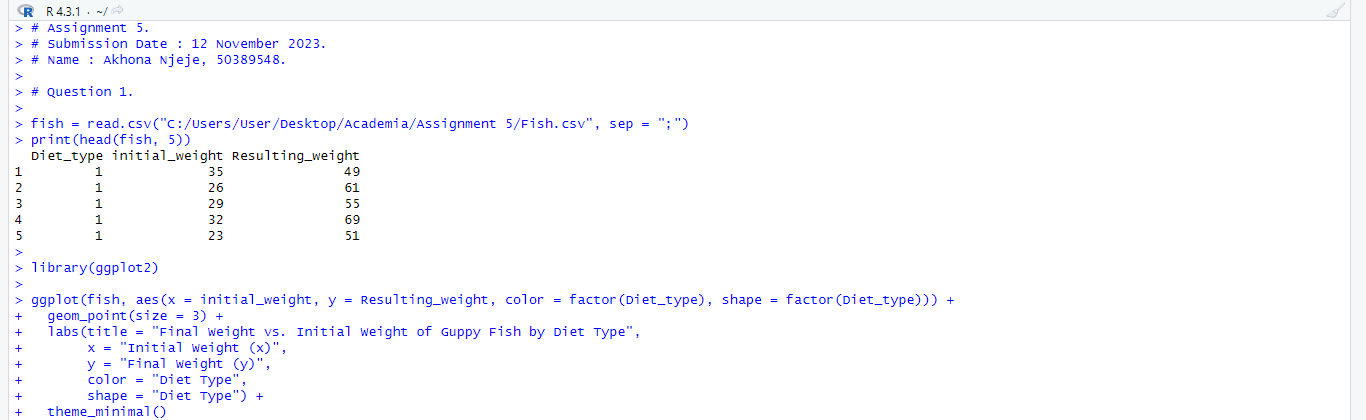 R 4.3.1 · ~/
> # Assignment 5.
> # Submission Date : 12 November 2023.
> # Name : Akhona Njeje, 50389548.
>
> # Question 1.
>
> fish = read.csv("C:/Users/User/Desktop/Academia/Assignment 5/Fish.csv", sep = ";")
> print(head(fish, 5))
  Diet_type initial_weight Resulting_weight
1         1             35               49
2         1             26               61
3         1             29               55
4         1             32               69
5         1             23               51
>
> library(ggplot2)
>
> ggplot(fish, aes(x = initial_weight, y = Resulting_weight, color = factor(Diet_type), shape = factor(Diet_type))) +
+   geom_point(size = 3) +
+   labs(title = "Final Weight vs. Initial Weight of Guppy Fish by Diet Type",
+        x = "Initial Weight (x)",
+        y = "Final Weight (y)",
+        color = "Diet Type",
+        shape = "Diet Type") +
+   theme_minimal()